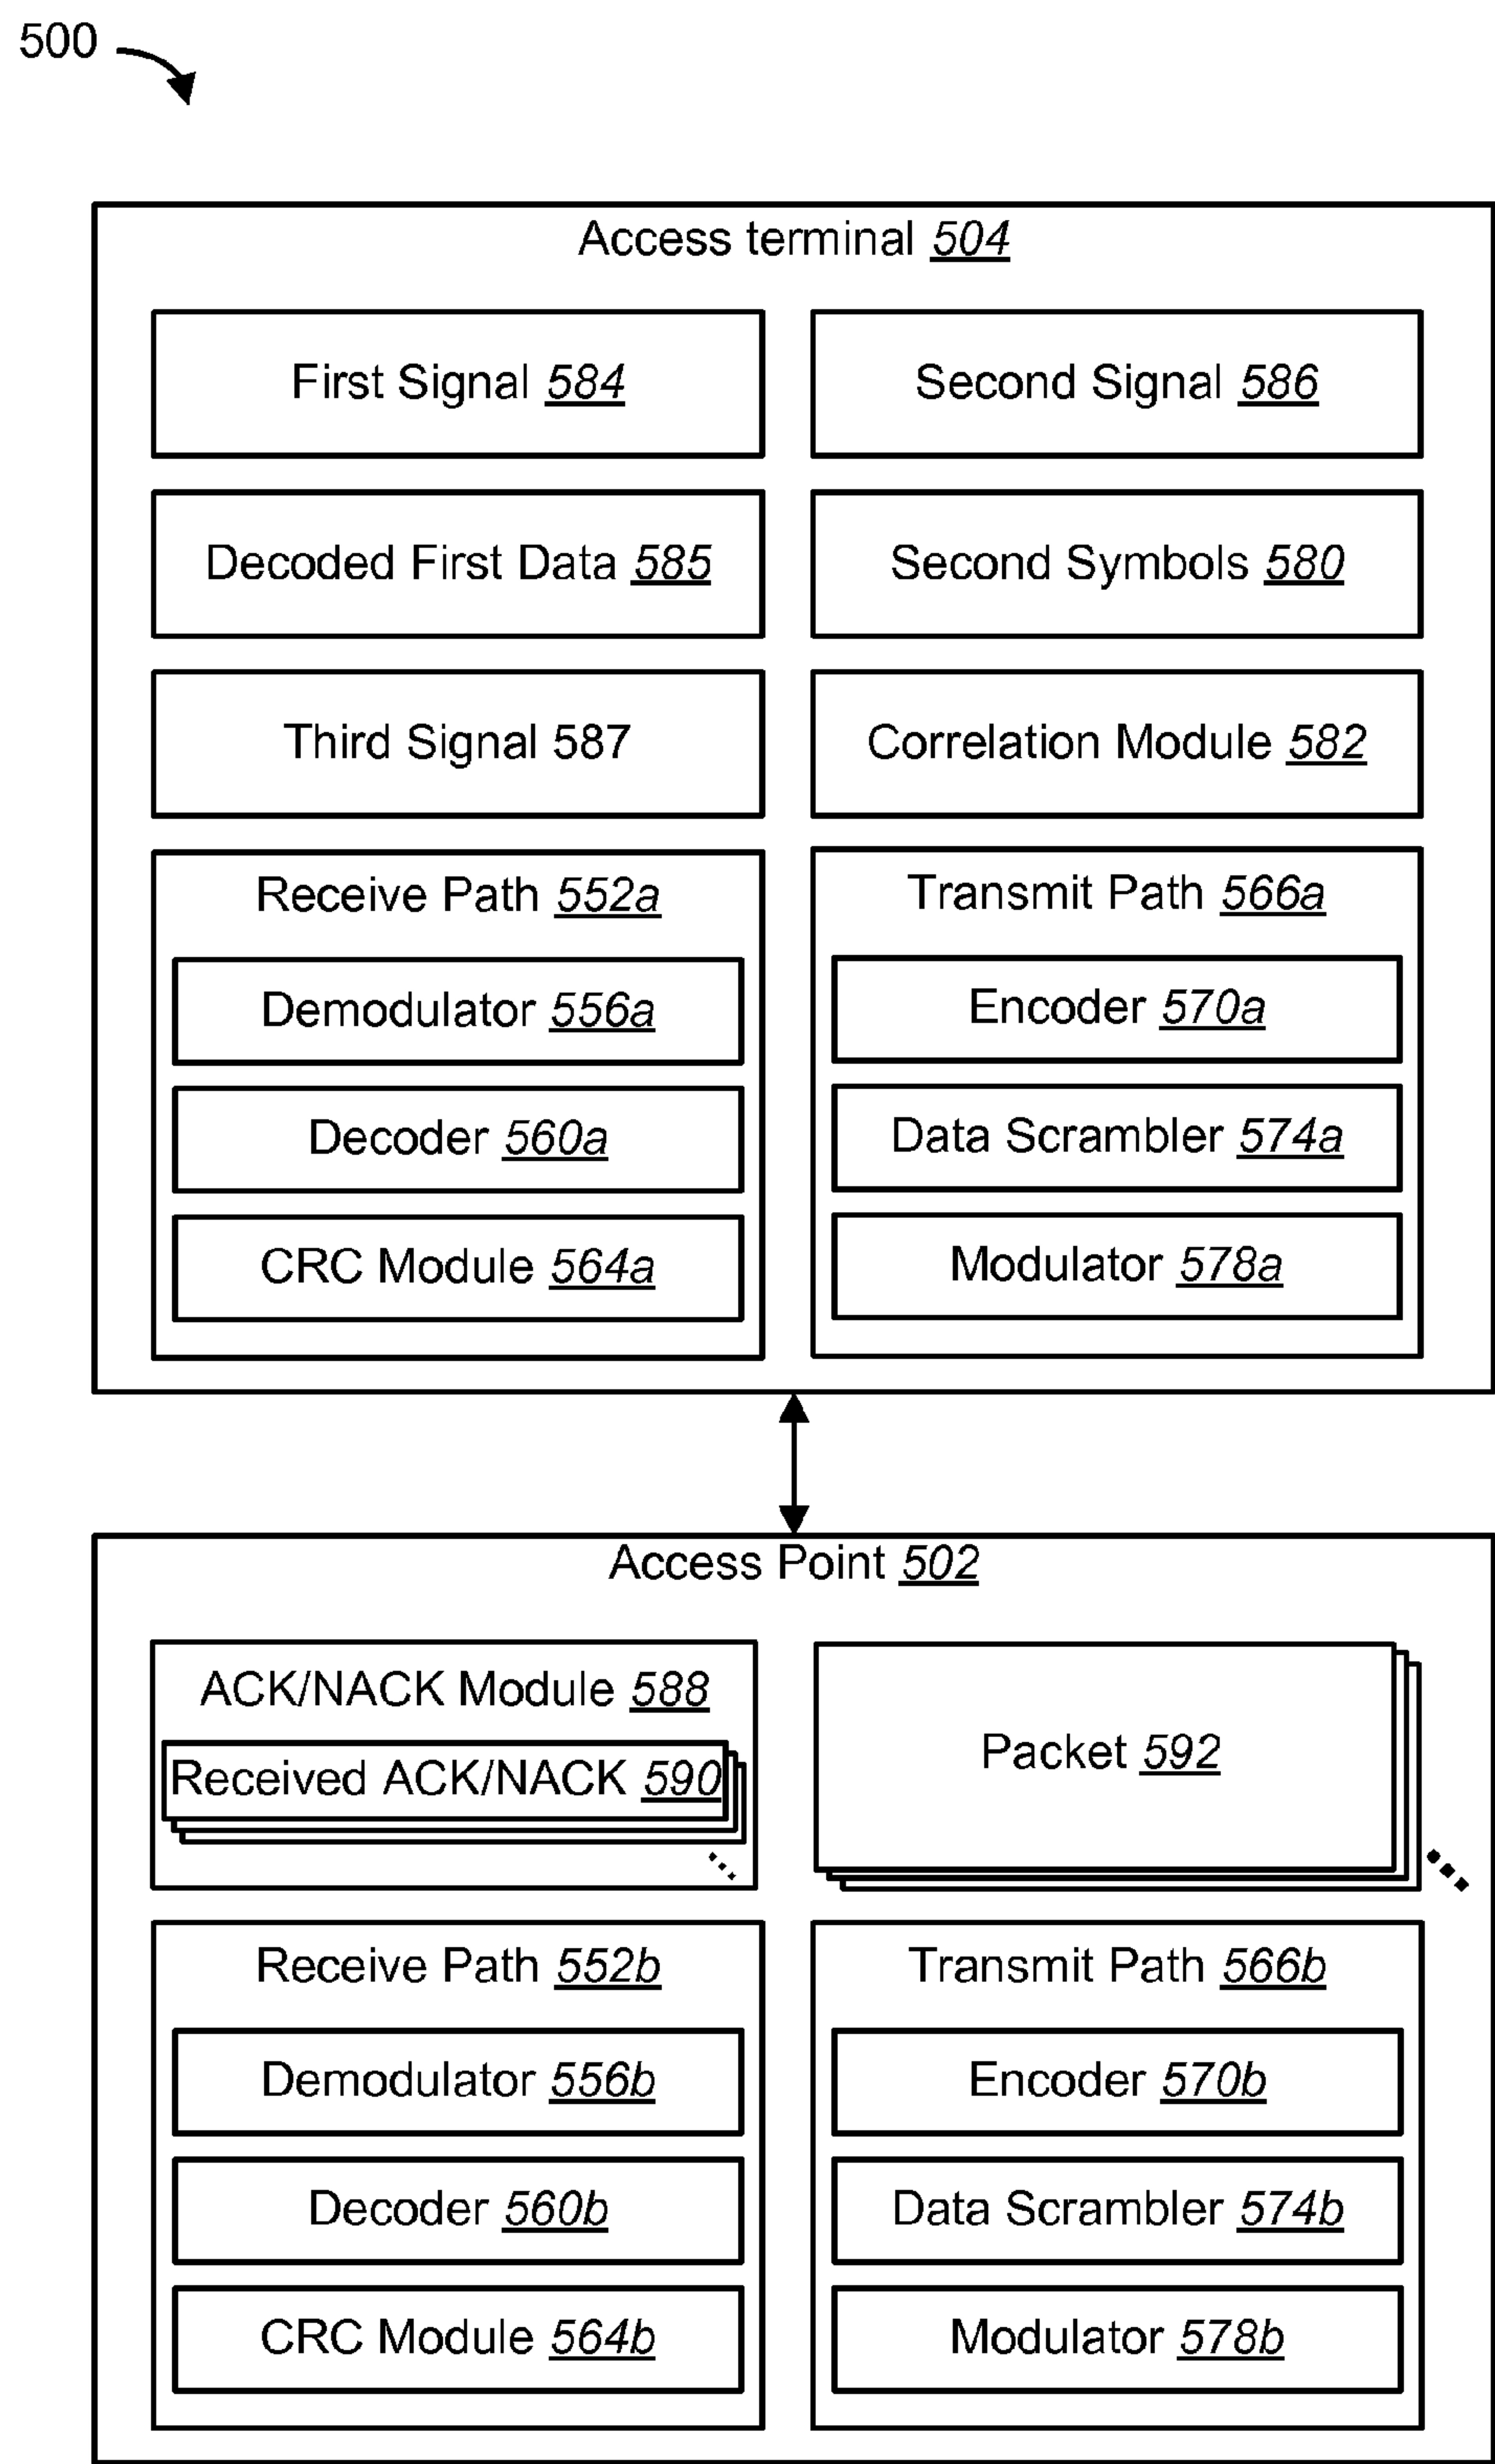 500
Access terminal 504
First Signal 584
Second Signal 586
Decoded First Data 585
Second Symbols 580
Third Signal 587
Correlation Module 582
Receive Path 552a
Demodulator 556a
Decoder 560a
CRC Module 564a
Transmit Path 566a
Encoder 570a
Data Scrambler 574a
Modulator 578a
Access Point 502
ACK/NACK Module 588
Received ACK/NACK 590
Packet 592
Receive Path 552b
Demodulator 556b
Decoder 560b
CRC Module 564b
Transmit Path 566b
Encoder 570b
Data Scrambler 574b
Modulator 578b